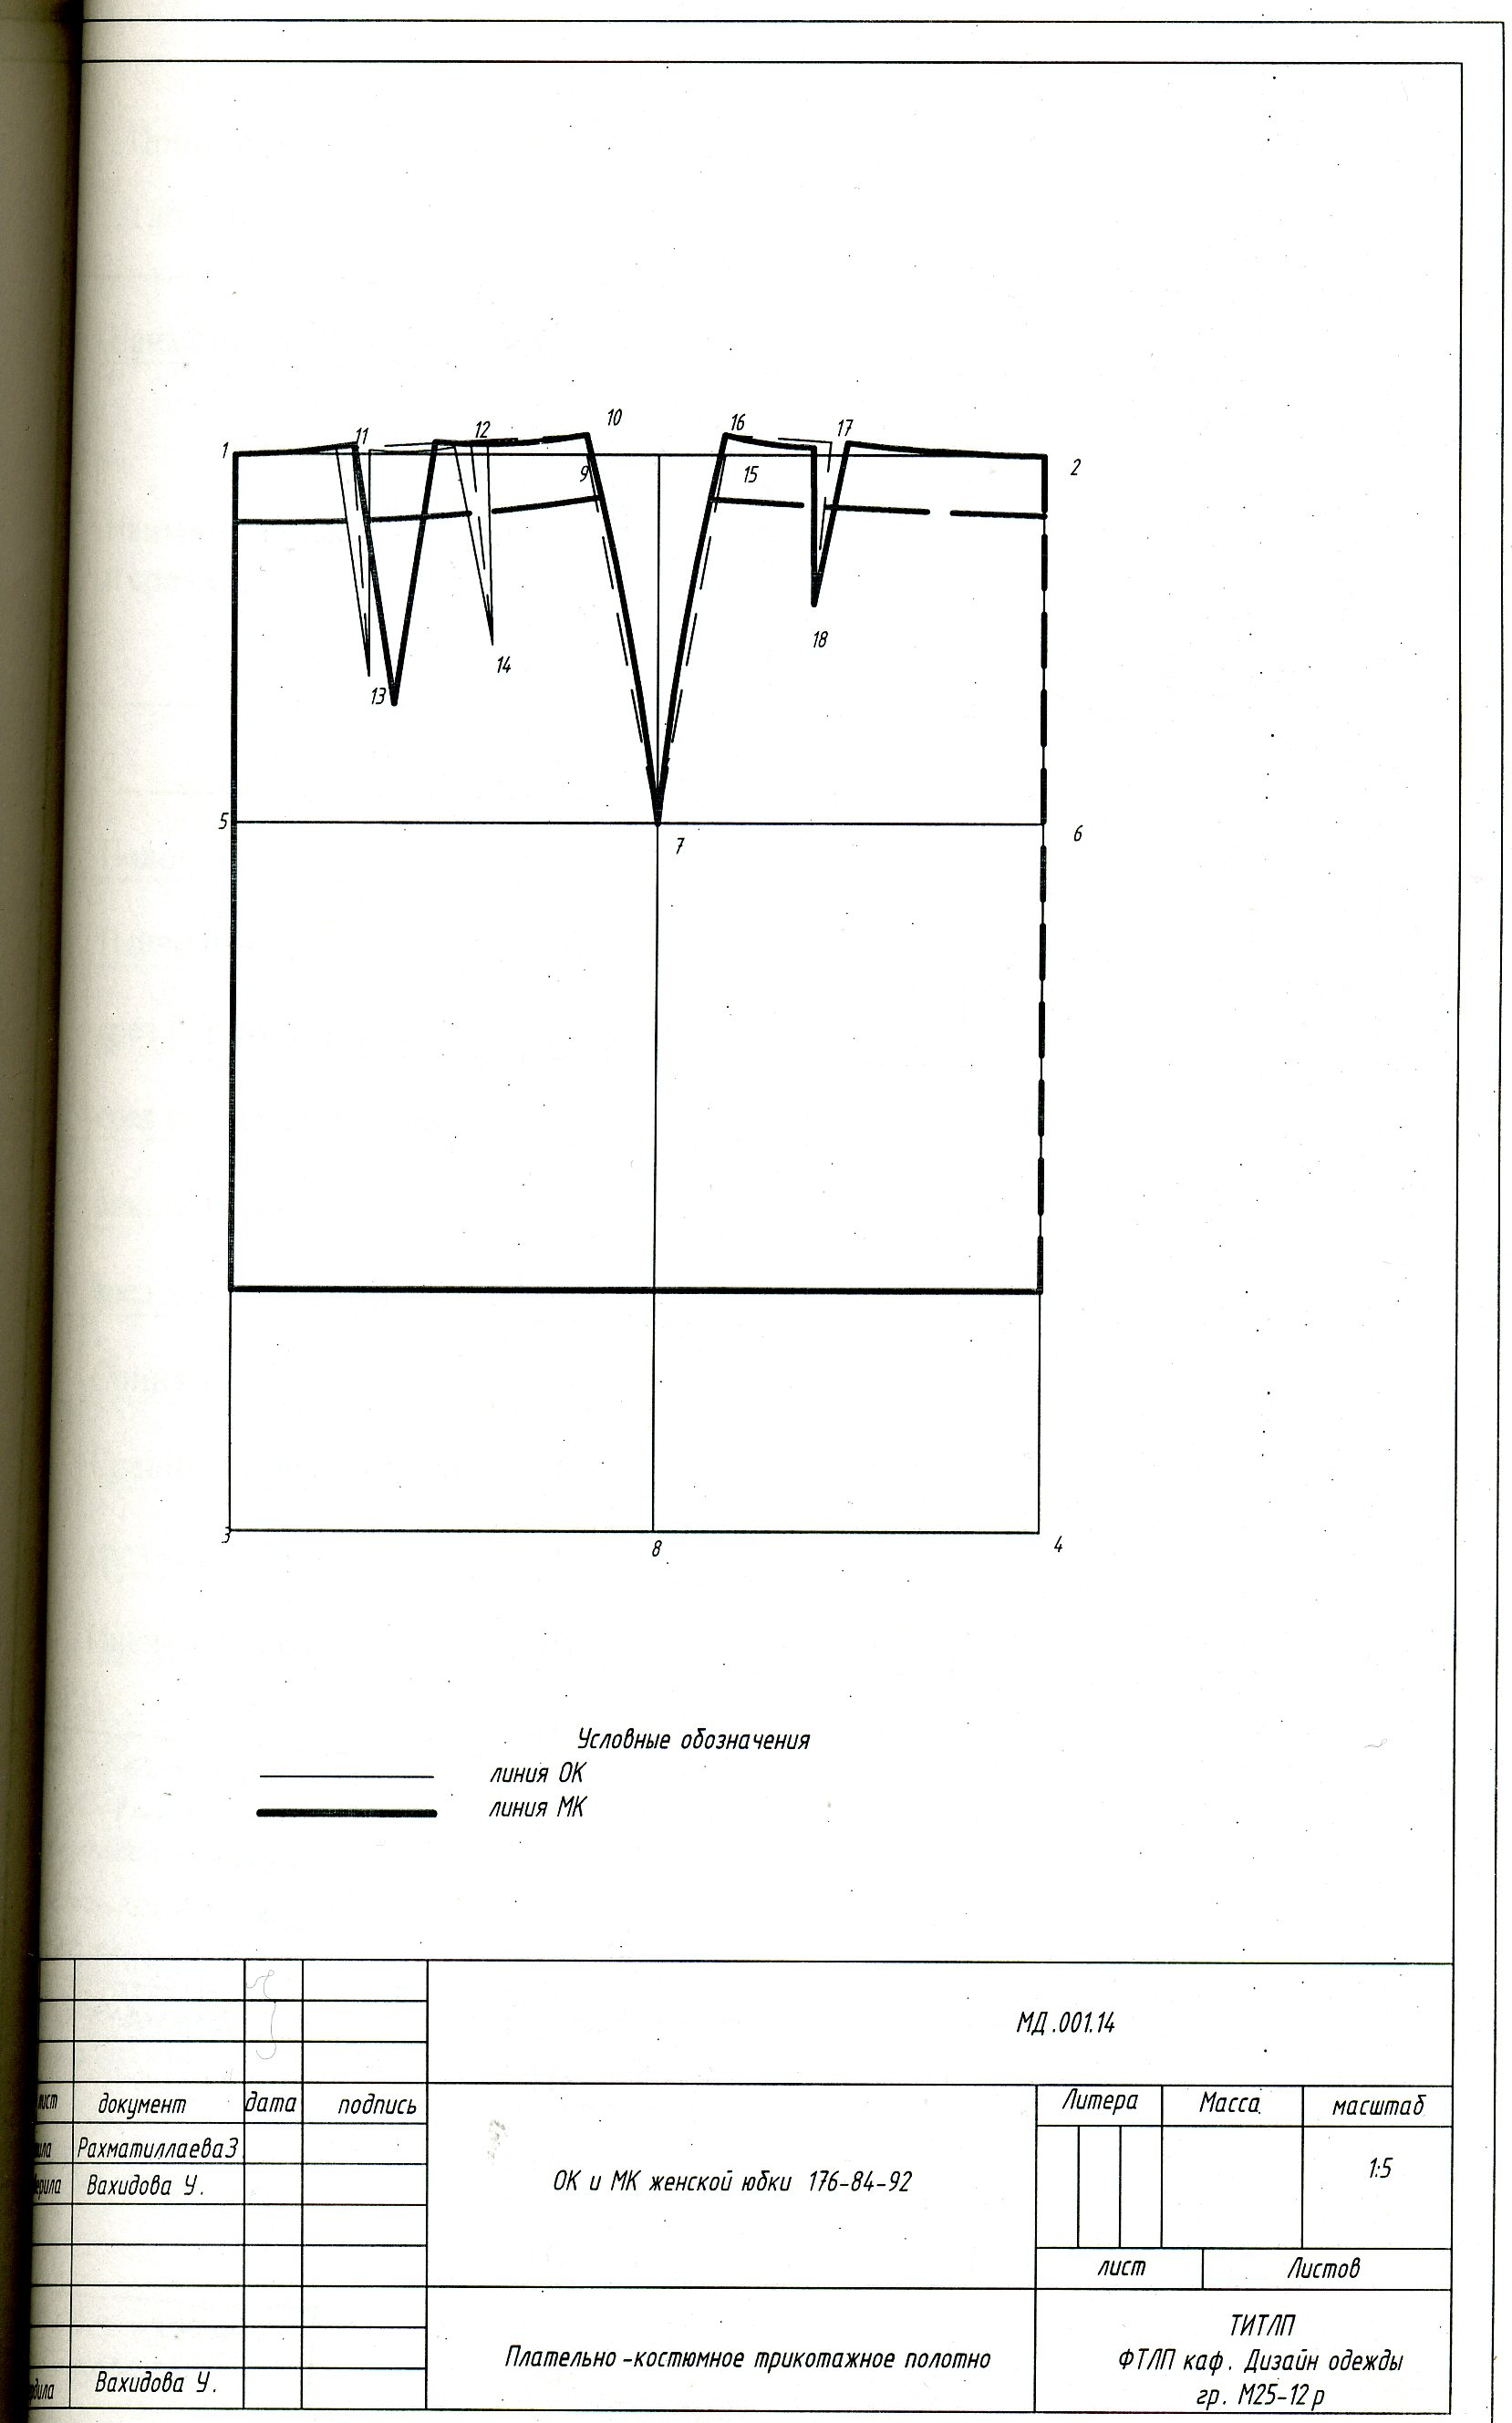 10
11
12
16
17
1
2
9
15
18
14
13
5
6
7
3
8
4
Условные обозначения
линия ОК
линия МК
МД.001.14
документ дата подпись
Литера Масса масштаб
Рахматиллаева З
Вахидова У.
ОК и МК женской юбки 176-84-92
1:5
лист Листов
Плательно-костюмное трикотажное полотно
ТИТЛП
ФТЛП каф. Дизайн одежды
гр. М25-12р
Вахидова У.